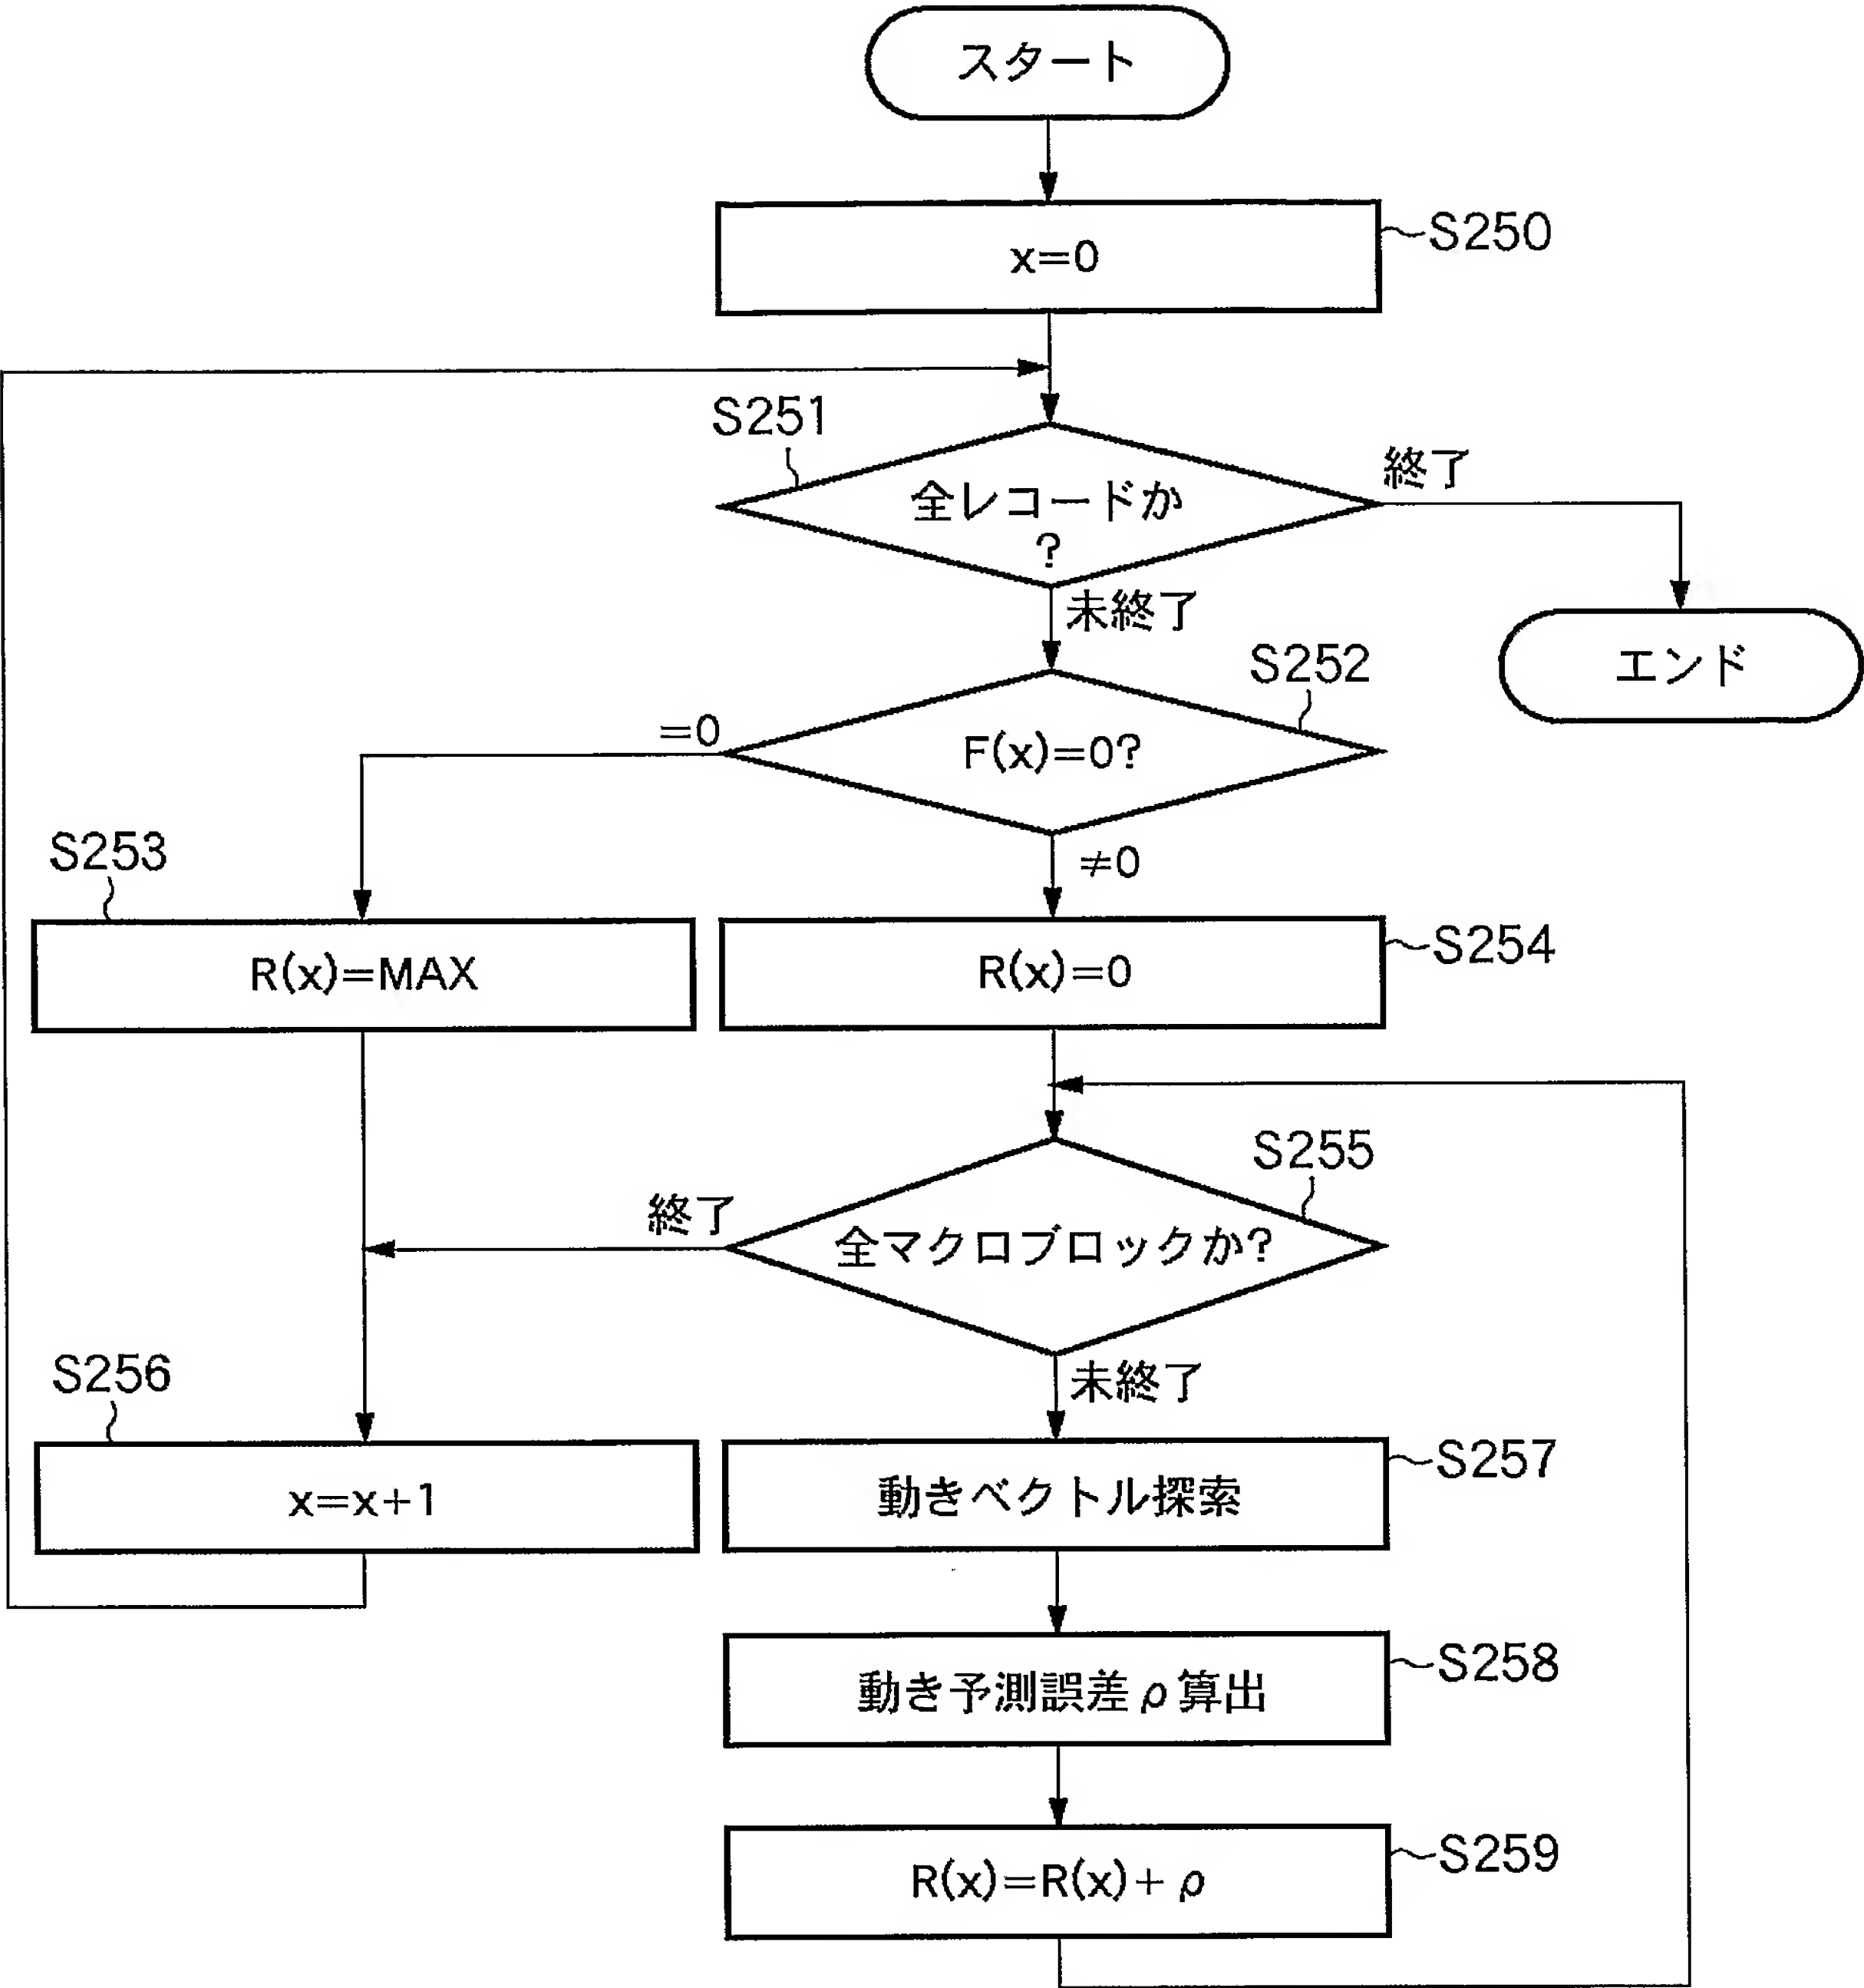 スタート
x=0
S250
S251
全レコードか
?
終了
未終了
エンド
S252
F(x)=0?
=0
≠0
S253
R(x)=MAX
R(x)=0
S254
S255
全マクロブロックか?
終了
未終了
S256
x=x+1
動きベクトル探索
S257
動き予測誤差ρ算出
S258
R(x)=R(x)+ρ
S259